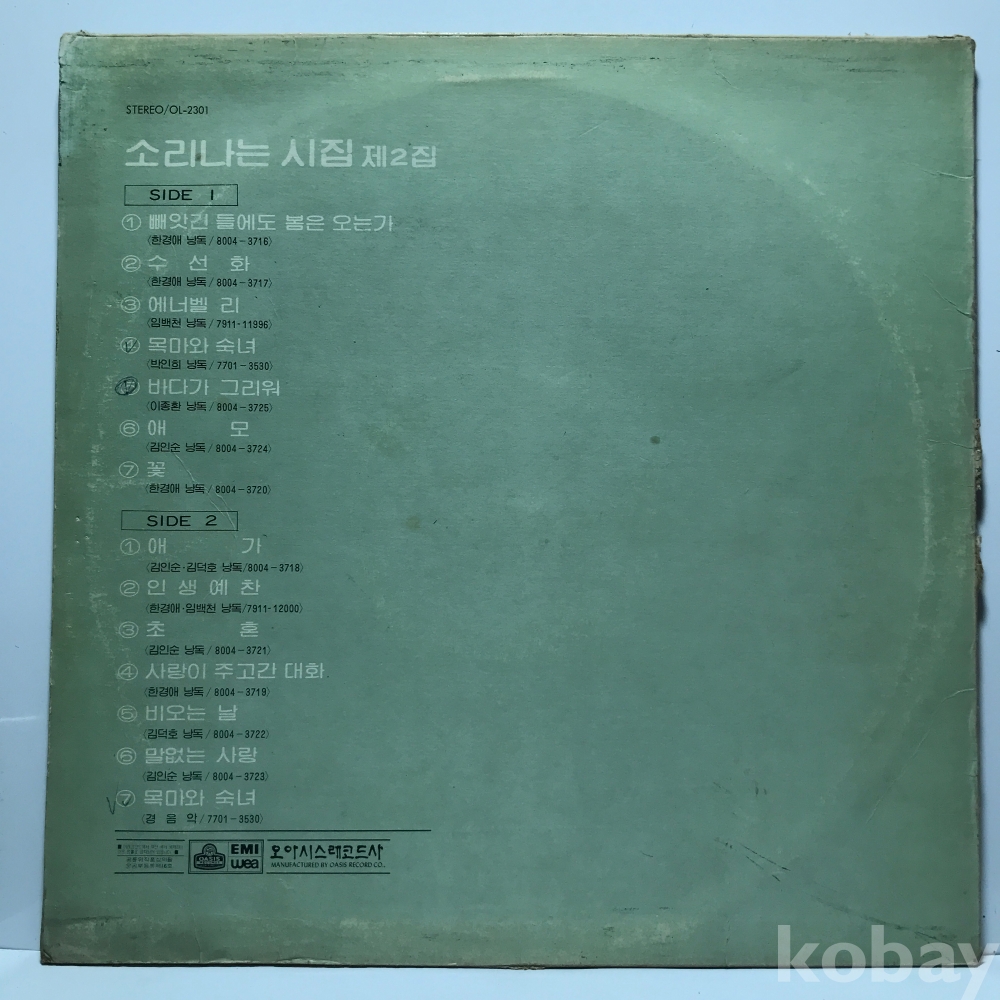 STEREO/OL-2301
소리나는 시집 제2집
SIDE 1
① 빼앗긴 들에도 봄은 오는가
(한경애 낭독/8004-3716)
② 수 선 화
(한경애 낭독/8004-3717)
③ 에너벨 리
(임백천 낭독/7911-11996)
④ 목마와 숙녀
(박인희 낭독/7701-3530)
⑤ 바다가 그리워
(이종환 낭독/8004-3725)
⑥ 애 모
(김인순 낭독/8004-3724)
⑦ 꽃
(한경애 낭독/8004-3720)
SIDE 2
① 애 가
(김인순·김덕호 낭독/8004-3718)
② 인 생 예 찬
(한경애·임백천 낭독/7911-12000)
③ 초 혼
(김인순 낭독/8004-3721)
④ 사랑이 주고간 대화
(한경애 낭독/8004-3719)
⑤ 비오는 날
(김덕호 낭독/8004-3722)
⑥ 말없는 사랑
(김인순 낭독/8004-3723)
⑦ 목마와 숙녀
(경 음 악/7701-3530)
OASIS
EMI
wea
오아시스레코드사
MANUFACTURED BY OASIS RECORD CO.,
kobay